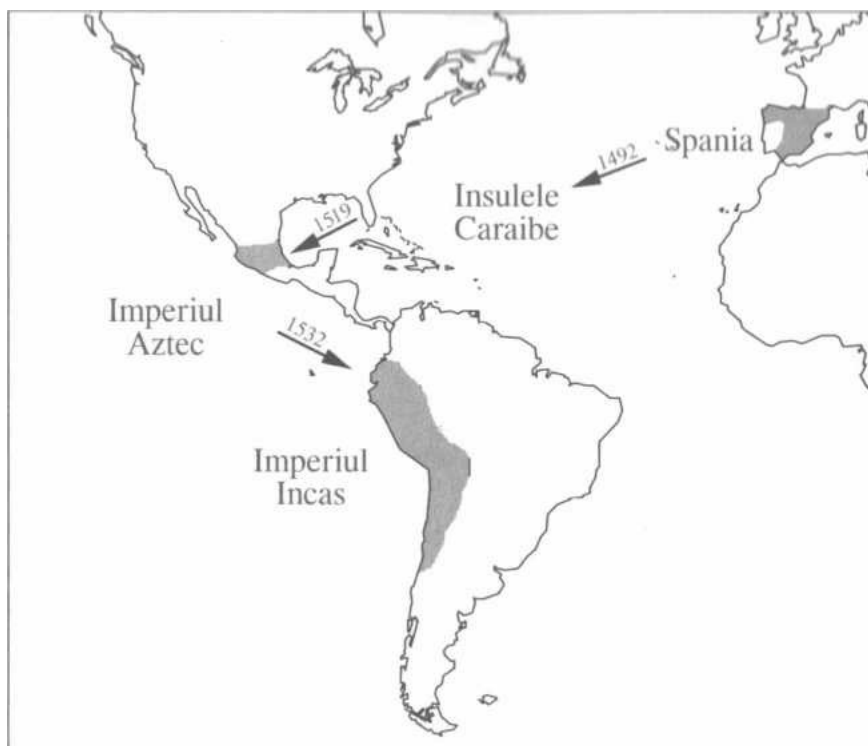 Spania
1492
Insulele
Caraibe
1519
Imperiul
Aztec
1532
Imperiul
Incas